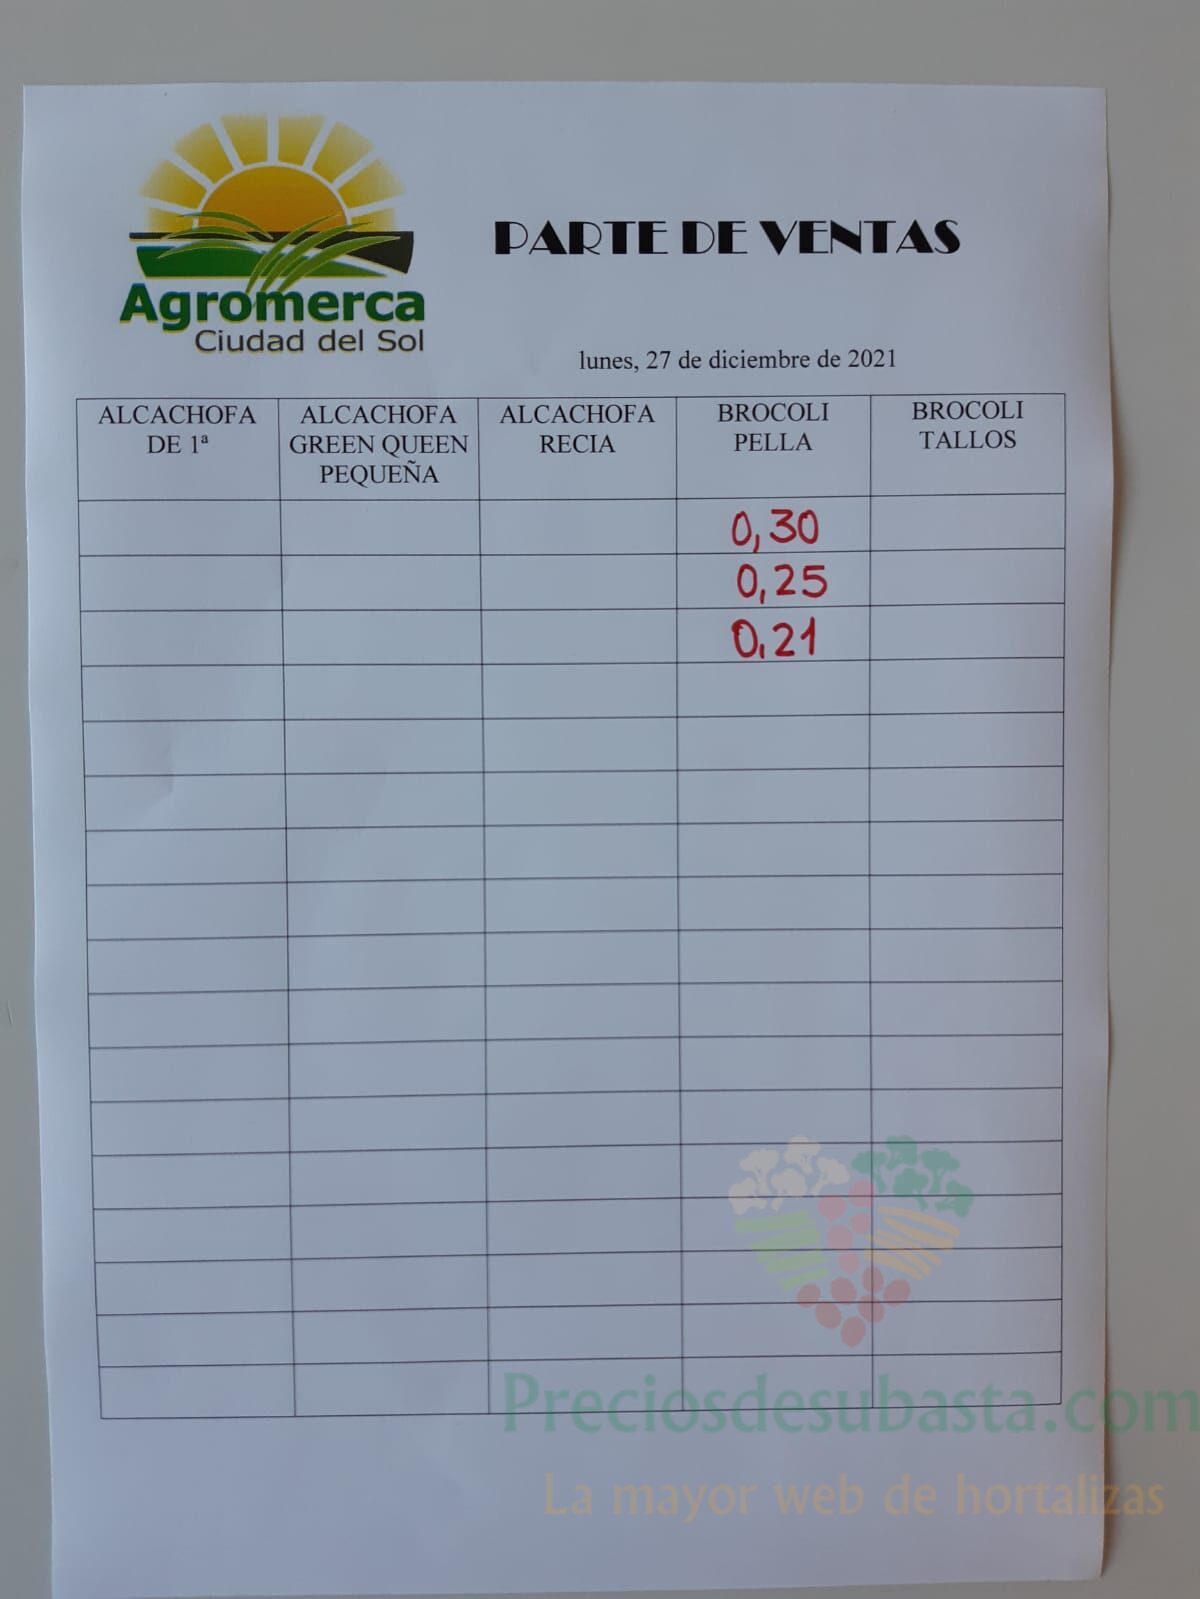 Agromerca
Ciudad del Sol
PARTE DE VENTAS
lunes, 27 de diciembre de 2021
ALCACHOFA DE 1ª
ALCACHOFA GREEN QUEEN PEQUEÑA
ALCACHOFA RECIA
BROCOLI PELLA
BROCOLI TALLOS
0,30
0,25
0,21
Preciosdesubasta.com
La mayor web de hortalizas